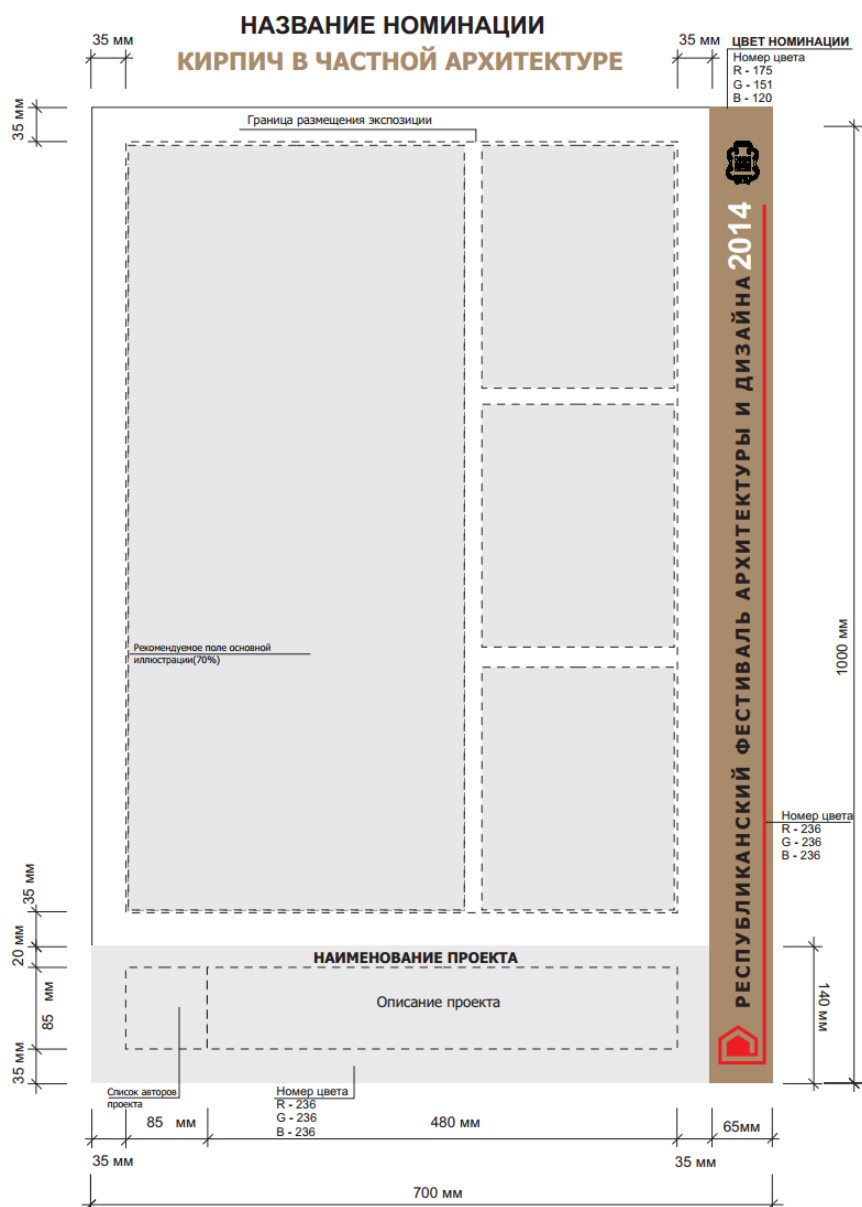 НАЗВАНИЕ НОМИНАЦИИ
КИРПИЧ В ЧАСТНОЙ АРХИТЕКТУРЕ
35 мм
35 мм
ЦВЕТ НОМИНАЦИИ
Номер цвета
R - 175
G - 151
B - 120
35 мм
Граница размещения экспозиции
РЕСПУБЛИКАНСКИЙ ФЕСТИВАЛЬ АРХИТЕКТУРЫ И ДИЗАЙНА 2014
1000 мм
Рекомендуемое поле основной
иллюстрации(70%)
Номер цвета
R - 236
G - 236
B - 236
35 мм
20 мм
85 мм
35 мм
НАИМЕНОВАНИЕ ПРОЕКТА
Описание проекта
140 мм
Список авторов
проекта
Номер цвета
R - 236
G - 236
B - 236
85 мм
480 мм
65мм
35 мм
35 мм
700 мм